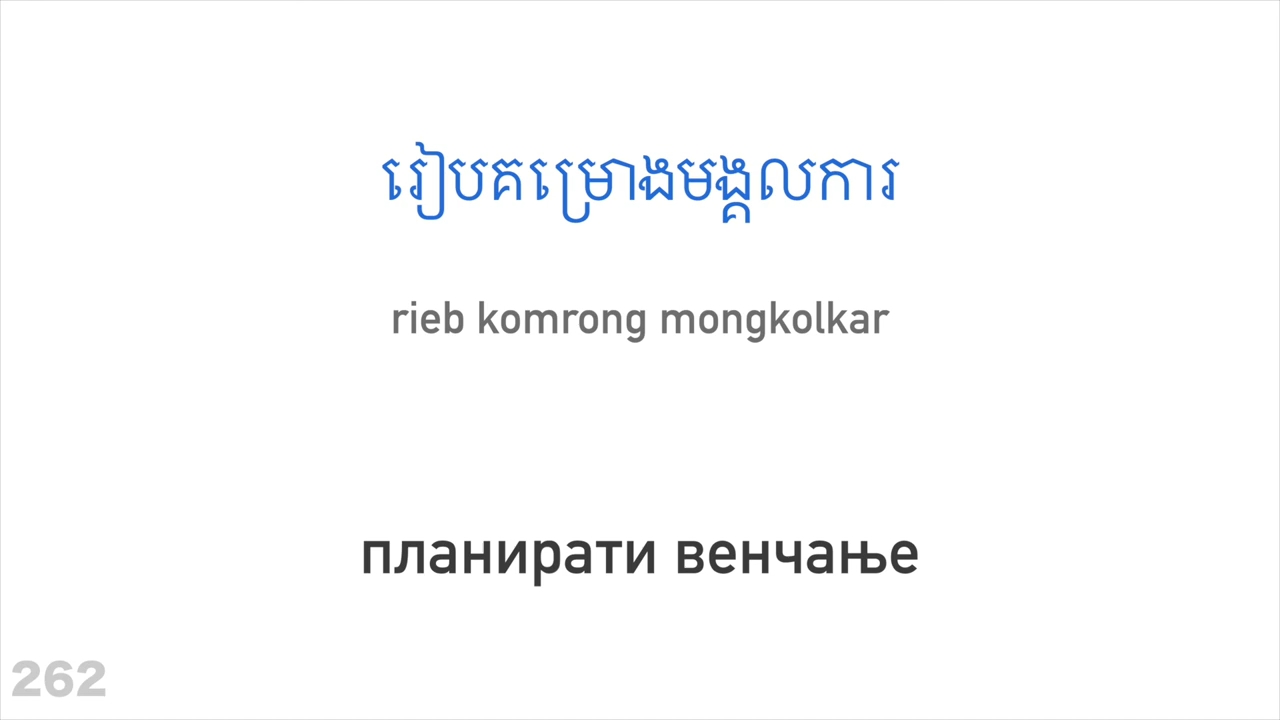 រៀបគម្រោងមង្គលការ
rieb komrong mongkolkar
планирати венчање
262